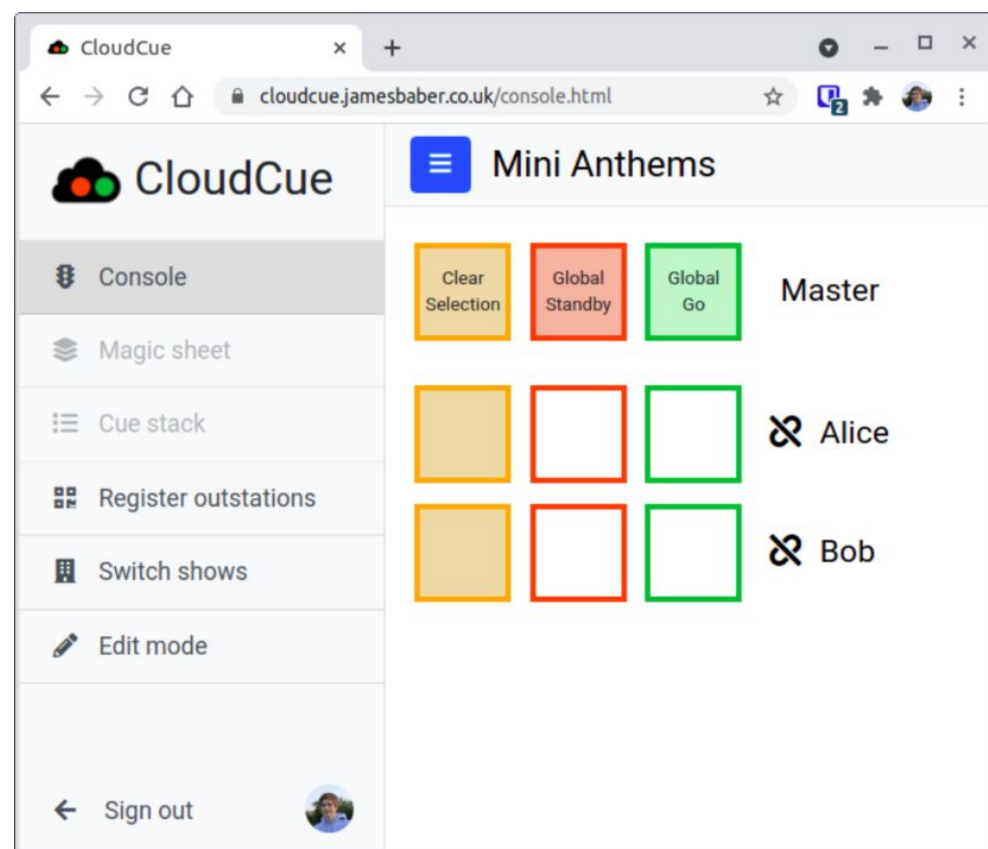 CloudCue
cloudcue.jamesbaber.co.uk/console.html
2
CloudCue
Mini Anthems
Console
Magic sheet
Cue stack
Register outstations
Switch shows
Edit mode
Sign out
Clear
Selection
Global
Standby
Global
Go
Master
Alice
Bob